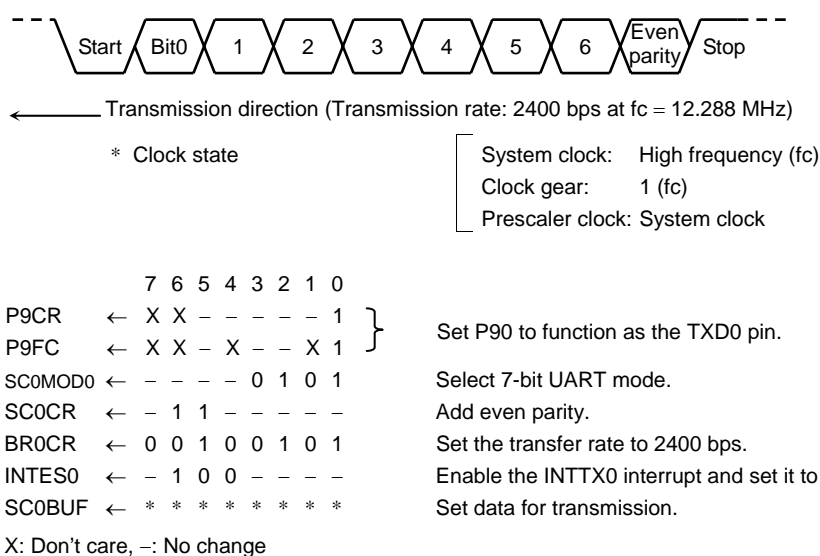 Start Bit0 1 2 3 4 5 6 Even parity Stop
Transmission direction (Transmission rate: 2400 bps at fc = 12.288 MHz)
* Clock state
System clock: High frequency (fc)
Clock gear: 1 (fc)
Prescaler clock: System clock
7 6 5 4 3 2 1 0
P9CR ← X X – – – – – 1
P9FC ← X X – X – – X 1
Set P90 to function as the TXD0 pin.
SC0MOD0 ← – – – – 0 1 0 1 Select 7-bit UART mode.
SC0CR ← – 1 1 – – – – – Add even parity.
BR0CR ← 0 0 1 0 0 1 0 1 Set the transfer rate to 2400 bps.
INTES0 ← – 1 0 0 – – – – Enable the INTTX0 interrupt and set it to
SC0BUF ← * * * * * * * * Set data for transmission.
X: Don't care, –: No change